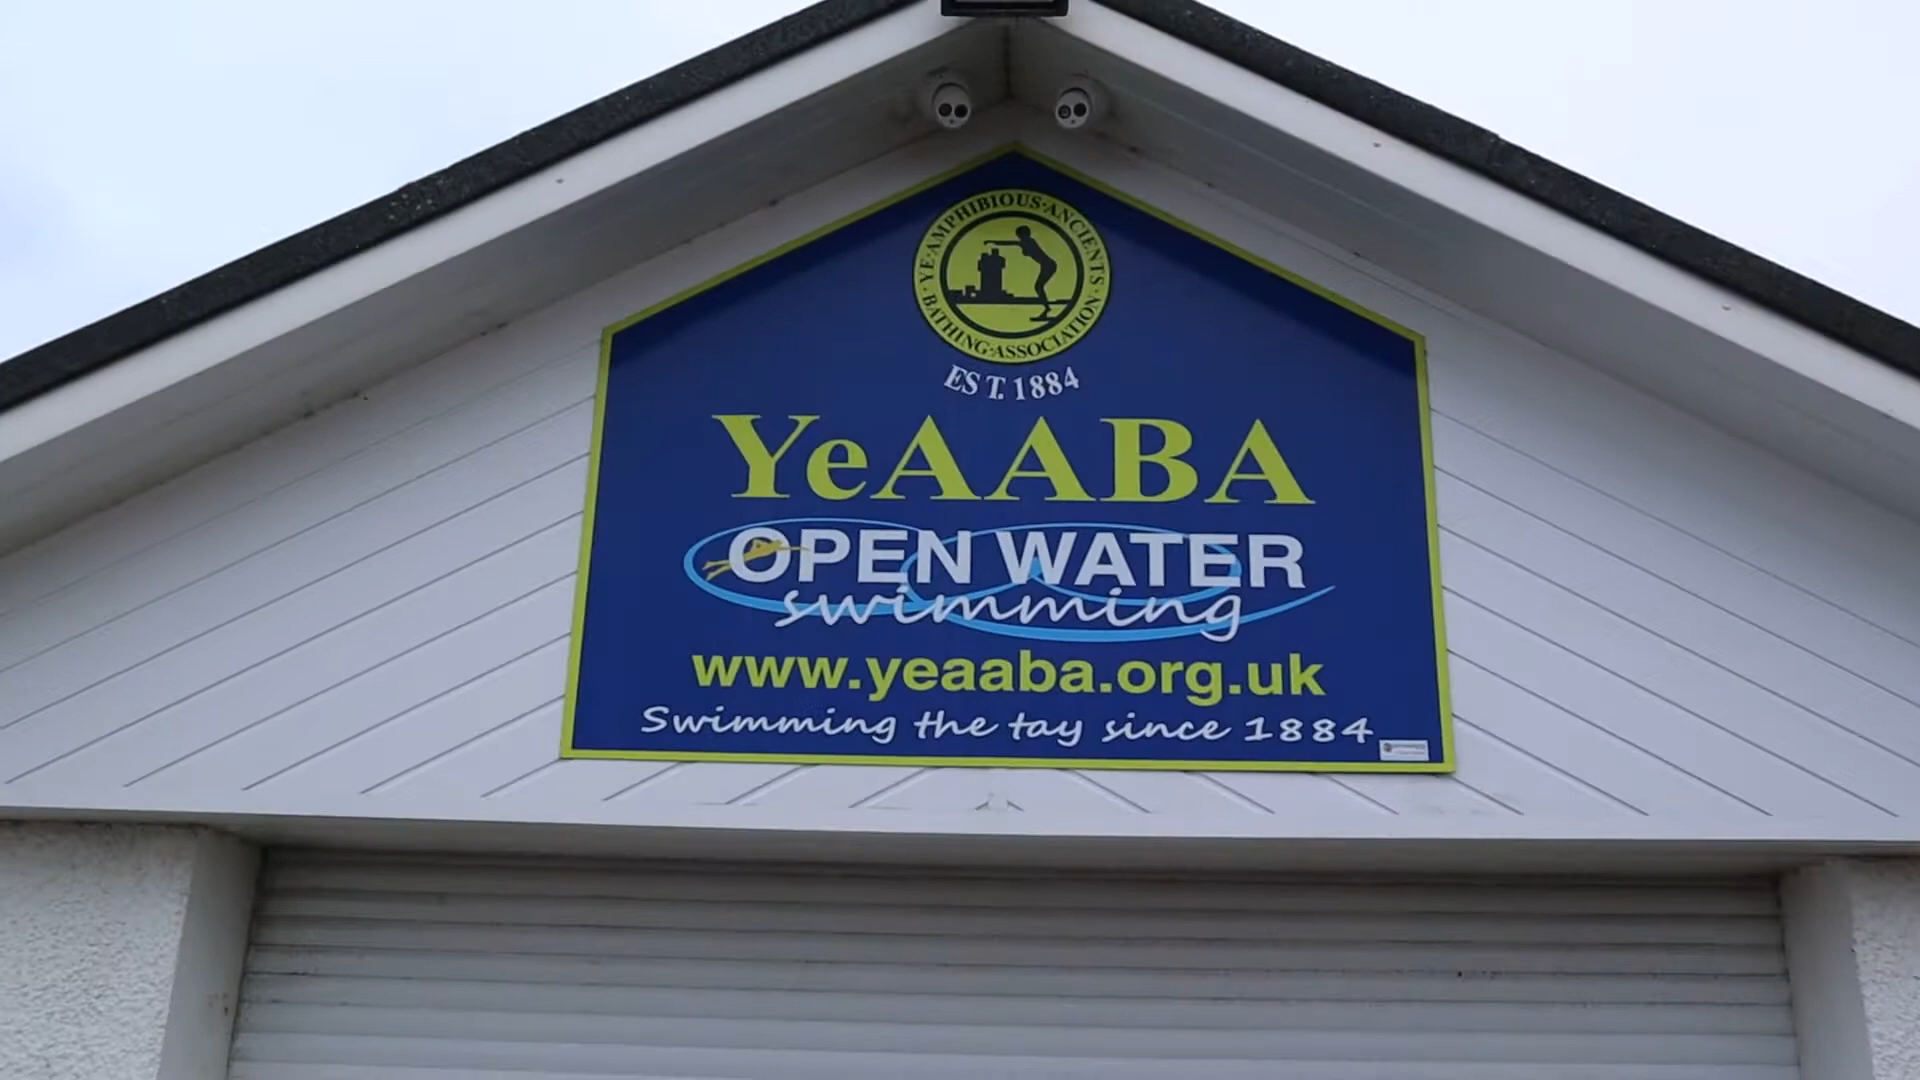 YE·AMPHIBIOUS·ANCIENTS·
BATHING·ASSOCIATION·
EST. 1884
YeAABA
OPEN WATER
swimming
www.yeaaba.org.uk
Swimming the tay since 1884